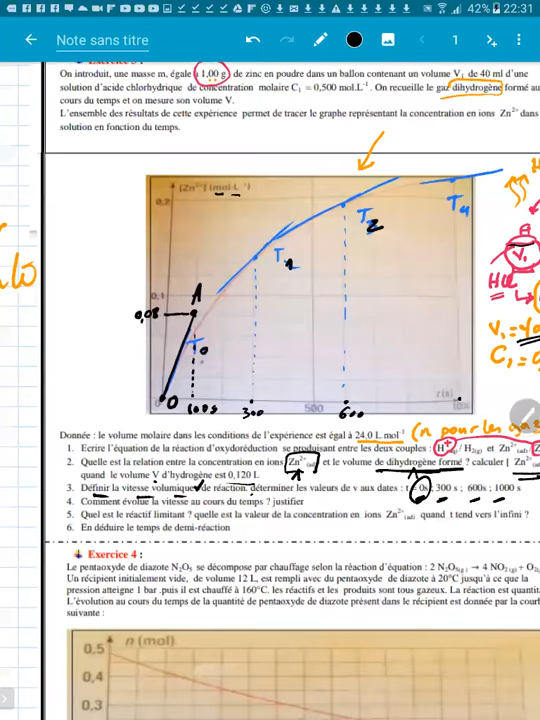 42% 22:31
Note sans titre
1
On introduit, une masse m, égale à 1,00 g de zinc en poudre dans un ballon contenant un volume V₁ de 40 ml d'une
solution d'acide chlorhydrique de concentration molaire C₁ = 0,500 mol.L⁻¹. On recueille le gaz dihydrogène formé au
cours du temps et on mesure son volume V.
L'ensemble des résultats de cette expérience permet de tracer le graphe représentant la concentration en ions Zn²⁺ dans
solution en fonction du temps.
[Zn²⁺] (mol·L⁻¹)
0,2
T4
T2
T1
0,1
A
0,08
T0
O
100s
300
500
600
t(s)
V₁
HCl
Donnée : le volume molaire dans les conditions de l'expérience est égal à 24,0 L.mol⁻¹
1. Ecrire l'équation de la réaction d'oxydoréduction se produisant entre les deux couples : H⁺(aq)/ H₂(g) et Zn²⁺(aq)
2. Quelle est la relation entre la concentration en ions Zn²⁺(aq) et le volume de dihydrogène formé ? calculer [ Zn²⁺
quand le volume V d'hydrogène est 0,120 L
3. Définir la vitesse volumique de réaction. déterminer les valeurs de v aux dates : t = 0s; 300 s ; 600s ; 1000 s
4. Comment évolue la vitesse au cours du temps ? justifier
5. Quel est le réactif limitant ? quelle est la valeur de la concentration en ions Zn²⁺(aq) quand t tend vers l'infini ?
6. En déduire le temps de demi-réaction
Exercice 4 :
Le pentaoxyde de diazote N₂O₅ se décompose par chauffage selon la réaction d'équation : 2 N₂O₅(g) → 4 NO₂(g) + O₂(g
Un récipient initialement vide, de volume 12 L, est rempli avec du pentaoxyde de diazote à 20°C jusqu'à ce que la
pression atteigne 1 bar .puis il est chauffé à 160°C. les réactifs et les produits sont tous gazeux. La réaction est quantita
L'évolution au cours du temps de la quantité de pentaoxyde de diazote présent dans le récipient est donnée par la courb
suivante :
n (mol)
0,5
0,4
0,3